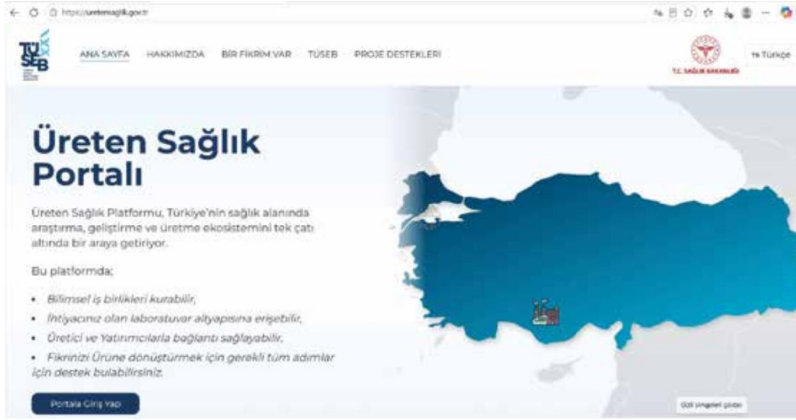 https://uretensaglik.gov.tr
TÜSEB
ANA SAYFA HAKKIMIZDA BİR FİKRİM VAR TÜSEB PROJE DESTEKLERİ
T.C. SAĞLIK BAKANLIĞI
TR Türkçe
Üreten Sağlık
Portalı
Üreten Sağlık Platformu, Türkiye'nin sağlık alanında
araştırma, geliştirme ve üretme ekosistemini tek çatı
altında bir araya getiriyor.
Bu platformda;
• Bilimsel iş birlikleri kurabilir,
• İhtiyacınız olan laboratuvar altyapısına erişebilir,
• Üretici ve Yatırımcılarla bağlantı sağlayabilir,
• Fikrinizi Ürüne dönüştürmek için gerekli tüm adımlar
için destek bulabilirsiniz.
Portala Giriş Yap